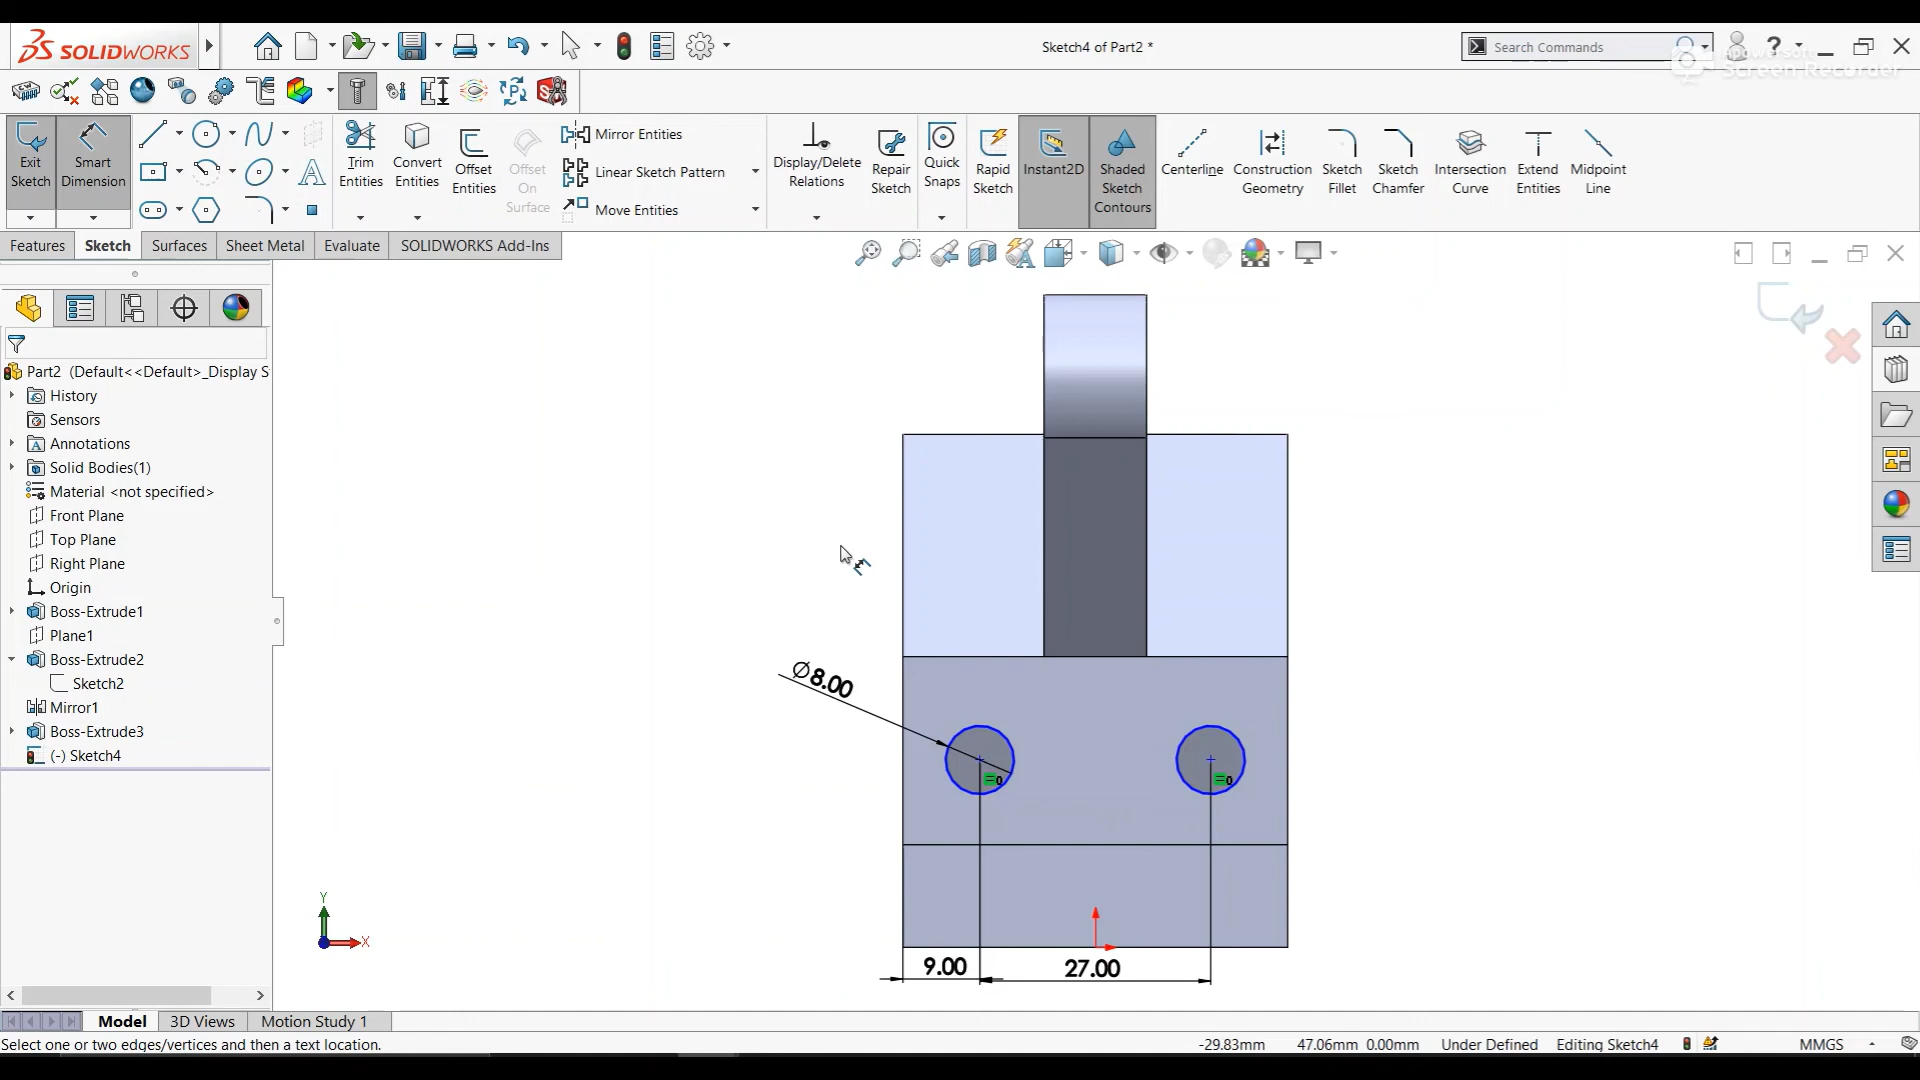 SOLIDWORKS
Sketch4 of Part2 *
Search Commands
Screen Recorder
Exit Sketch
Smart Dimension
Trim Entities
Convert Entities
Offset Entities
Offset On Surface
Mirror Entities
Linear Sketch Pattern
Move Entities
Display/Delete Relations
Repair Sketch
Quick Snaps
Rapid Sketch
Instant2D
Shaded Sketch Contours
Centerline
Construction Geometry
Sketch Fillet
Sketch Chamfer
Intersection Curve
Extend Entities
Midpoint Line
Features
Sketch
Surfaces
Sheet Metal
Evaluate
SOLIDWORKS Add-Ins
Part2 (Default<<Default>_Display S
History
Sensors
Annotations
Solid Bodies(1)
Material <not specified>
Front Plane
Top Plane
Right Plane
Origin
Boss-Extrude1
Plane1
Boss-Extrude2
Sketch2
Mirror1
Boss-Extrude3
(-) Sketch4
∅8.00
9.00
27.00
Y
X
Model
3D Views
Motion Study 1
Select one or two edges/vertices and then a text location.
-29.83mm
47.06mm 0.00mm
Under Defined
Editing Sketch4
MMGS